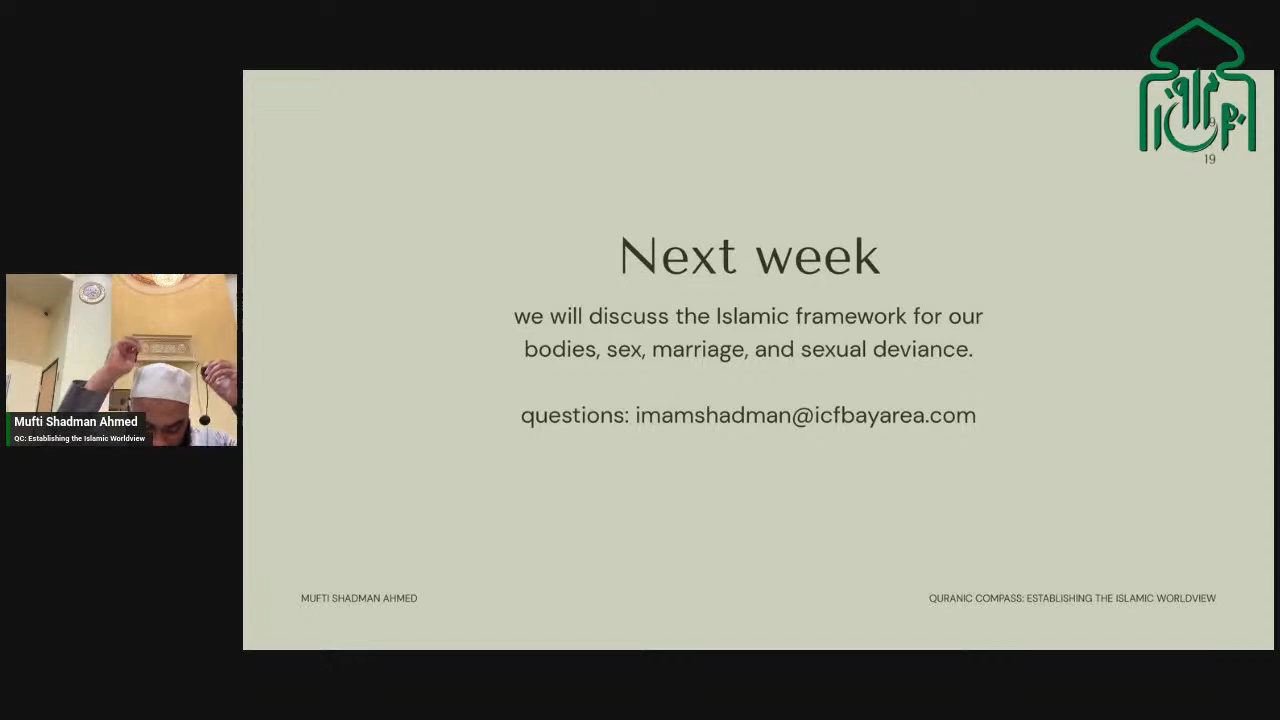 19
Next week
we will discuss the Islamic framework for our
bodies, sex, marriage, and sexual deviance.
questions: imamshadman@icfbayarea.com
Mufti Shadman Ahmed
QC: Establishing the Islamic Worldview
MUFTI SHADMAN AHMED
QURANIC COMPASS: ESTABLISHING THE ISLAMIC WORLDVIEW